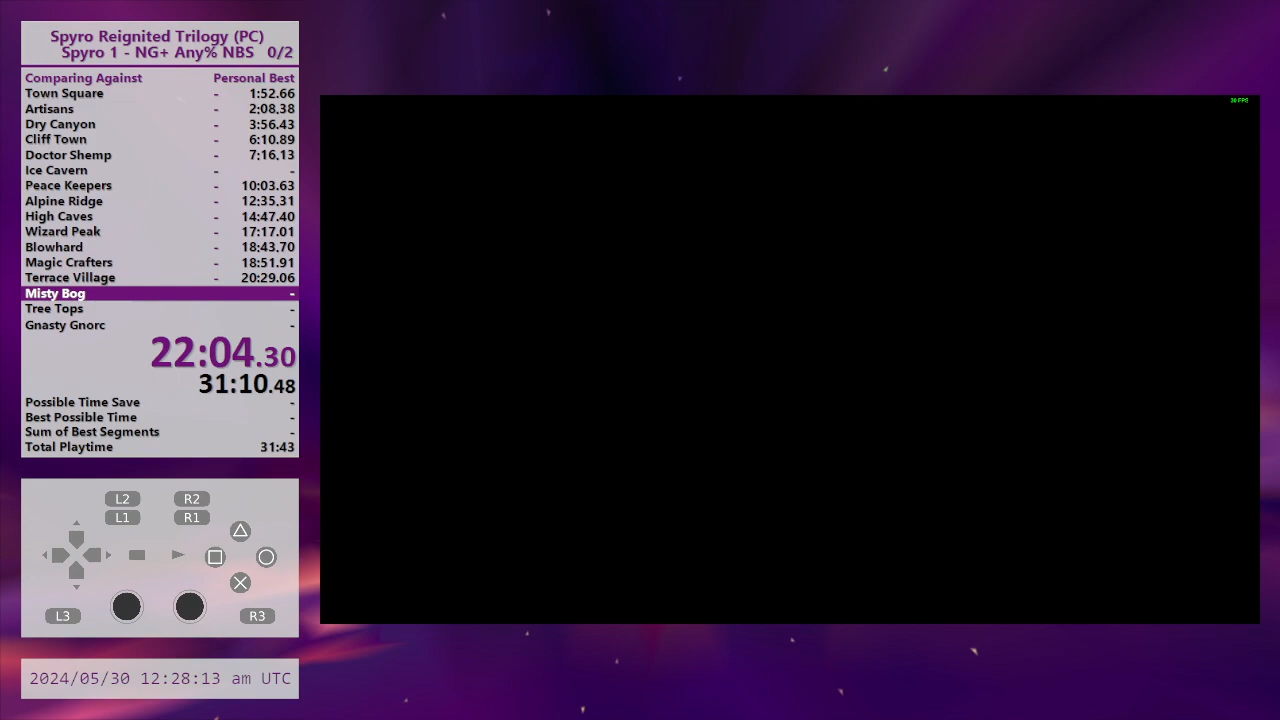 Spyro Reignited Trilogy (PC)
Spyro 1 - NG+ Any% NBS 0/2
Comparing Against Personal Best
Town Square - 1:52.66
Artisans - 2:08.38
Dry Canyon - 3:56.43
Cliff Town - 6:10.89
Doctor Shemp - 7:16.13
Ice Cavern - -
Peace Keepers - 10:03.63
Alpine Ridge - 12:35.31
High Caves - 14:47.40
Wizard Peak - 17:17.01
Blowhard - 18:43.70
Magic Crafters - 18:51.91
Terrace Village - 20:29.06
Misty Bog -
Tree Tops -
Gnasty Gnorc -
22:04.30
31:10.48
Possible Time Save -
Best Possible Time -
Sum of Best Segments -
Total Playtime 31:43
30 FPS
L2 R2
L1 R1
L3 R3
2024/05/30 12:28:13 am UTC